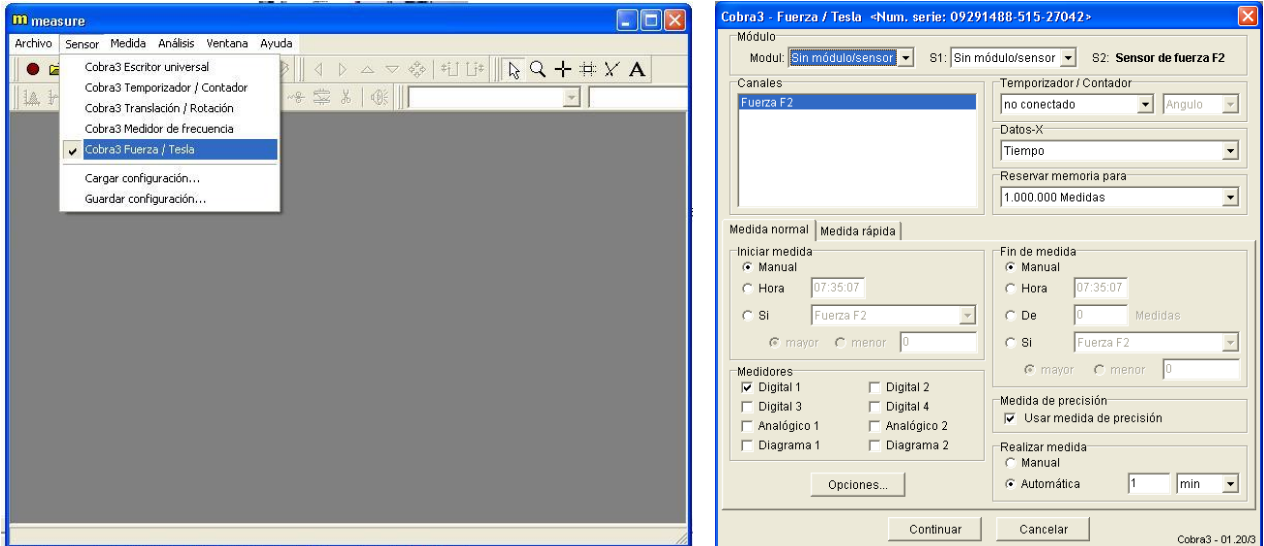 measure
Archivo Sensor Medida Análisis Ventana Ayuda
Cobra3 Escritor universal
Cobra3 Temporizador / Contador
Cobra3 Translación / Rotación
Cobra3 Medidor de frecuencia
Cobra3 Fuerza / Tesla
Cargar configuración...
Guardar configuración...
Cobra3 - Fuerza / Tesla <Num. serie: 09291488-515-27042>
Módulo
Modul: Sin módulo/sensor S1: Sin módulo/sensor S2: Sensor de fuerza F2
Canales
Fuerza F2
Temporizador / Contador
no conectado Angulo
Datos-X
Tiempo
Reservar memoria para
1.000.000 Medidas
Medida normal Medida rápida
Iniciar medida
Manual
Hora 07:35:07
Si Fuerza F2
mayor menor 0
Medidores
Digital 1 Digital 2
Digital 3 Digital 4
Analógico 1 Analógico 2
Diagrama 1 Diagrama 2
Opciones...
Fin de medida
Manual
Hora 07:35:07
De 0 Medidas
Si Fuerza F2
mayor menor 0
Medida de precisión
Usar medida de precisión
Realizar medida
Manual
Automática 1 min
Continuar Cancelar
Cobra3 - 01.20/3